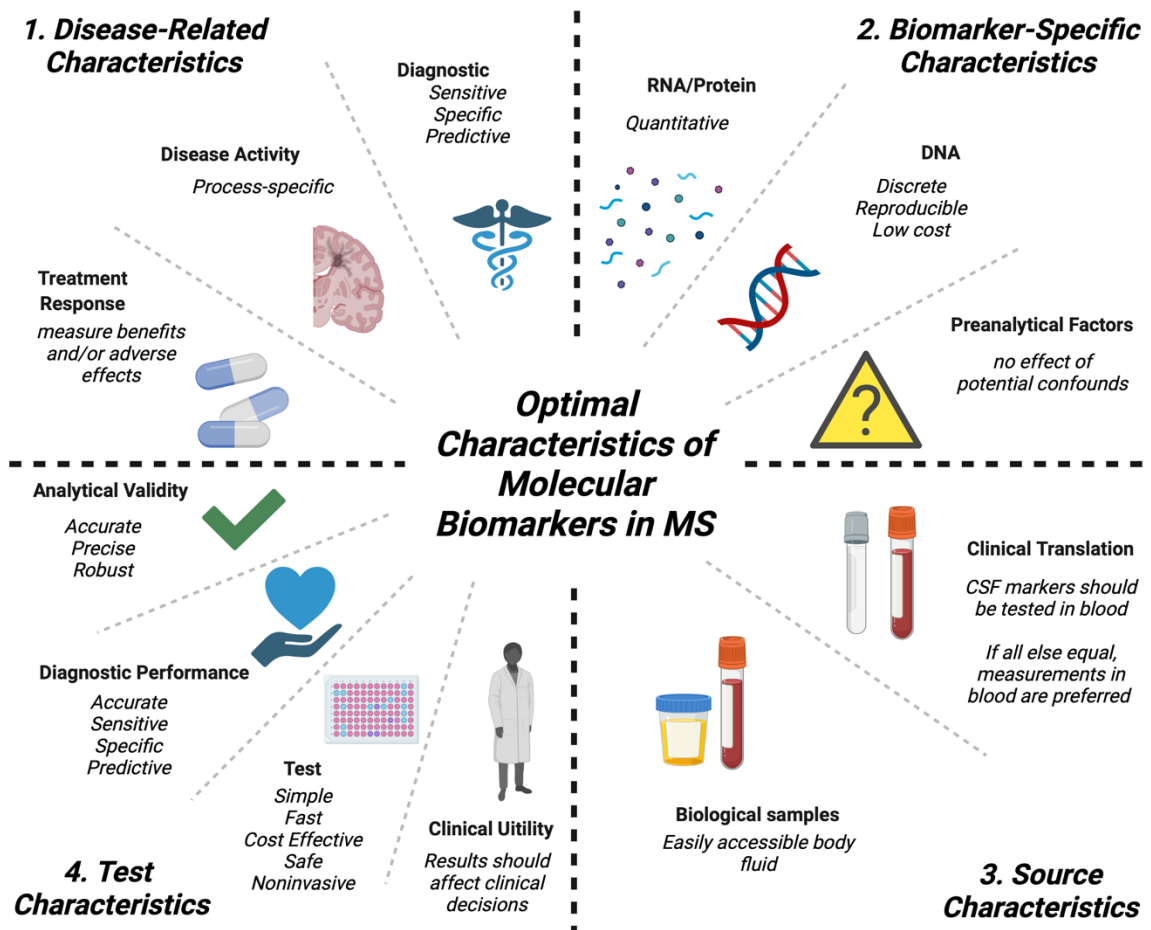 1. Disease-Related
Characteristics
Diagnostic
Sensitive
Specific
Predictive
Disease Activity
Process-specific
Treatment
Response
measure benefits
and/or adverse
effects
2. Biomarker-Specific
Characteristics
RNA/Protein
Quantitative
DNA
Discrete
Reproducible
Low cost
Preanalytical Factors
no effect of
potential confounds
?
Optimal
Characteristics of
Molecular
Biomarkers in MS
Analytical Validity
Accurate
Precise
Robust
Diagnostic Performance
Accurate
Sensitive
Specific
Predictive
Test
Simple
Fast
Cost Effective
Safe
Noninvasive
Clinical Uitility
Results should
affect clinical
decisions
4. Test
Characteristics
Clinical Translation
CSF markers should
be tested in blood
If all else equal,
measurements in
blood are preferred
Biological samples
Easily accessible body
fluid
3. Source
Characteristics